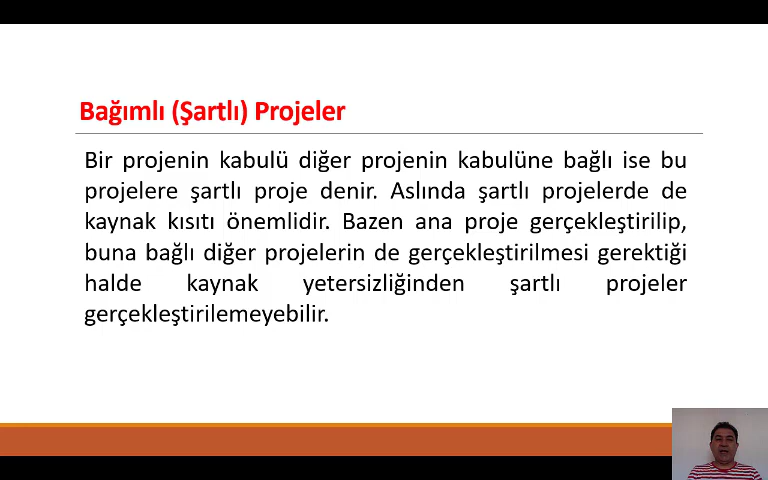 Bağımlı (Şartlı) Projeler
Bir projenin kabulü diğer projenin kabulüne bağlı ise bu
projelere şartlı proje denir. Aslında şartlı projelerde de
kaynak kısıtı önemlidir. Bazen ana proje gerçekleştirilip,
buna bağlı diğer projelerin de gerçekleştirilmesi gerektiği
halde kaynak yetersizliğinden şartlı projeler
gerçekleştirilemeyebilir.